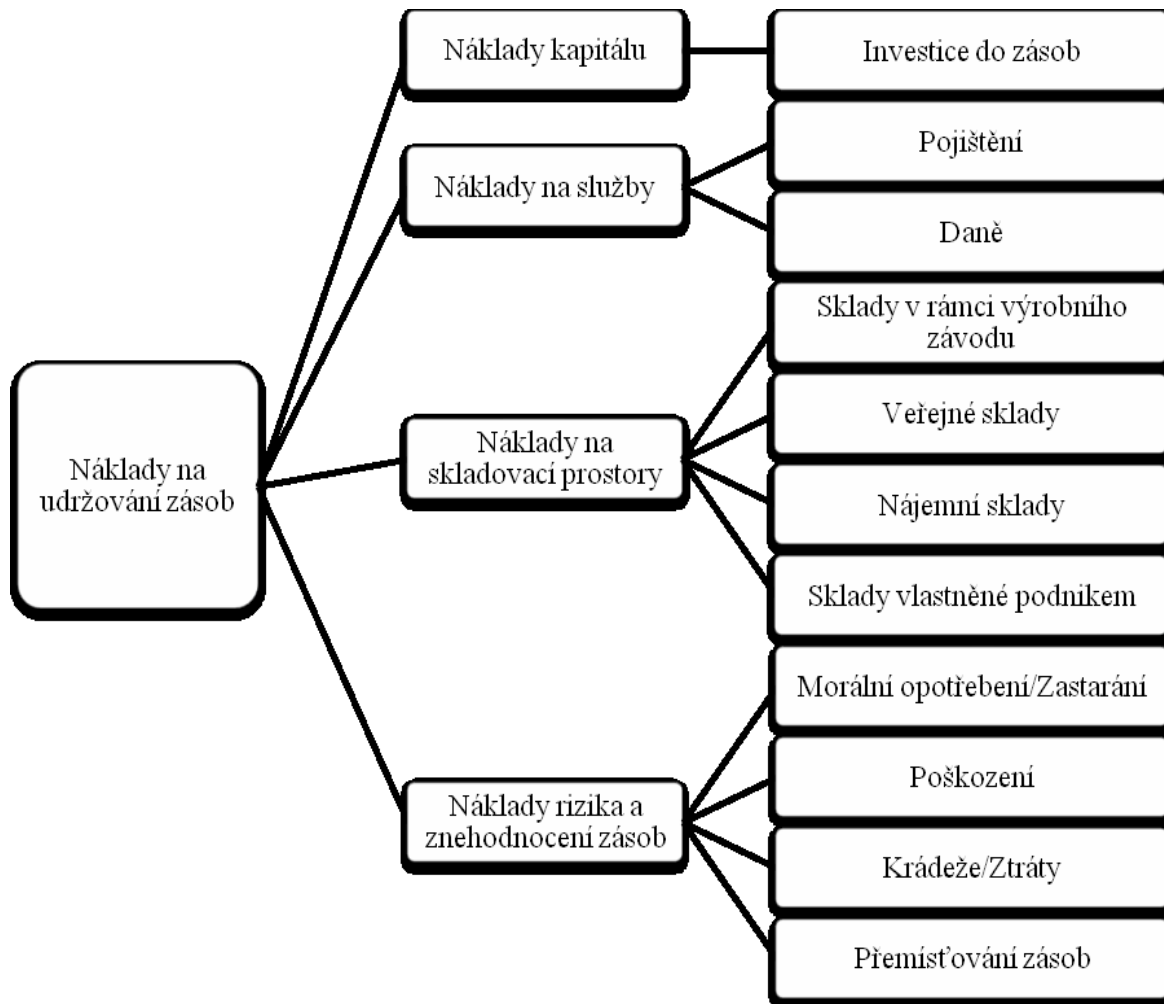 Náklady na
udržování zásob
Náklady kapitálu
Investice do zásob
Náklady na služby
Pojištění
Daně
Náklady na
skladovací prostory
Sklady v rámci výrobního
závodu
Veřejné sklady
Nájemní sklady
Sklady vlastněné podnikem
Náklady rizika a
znehodnocení zásob
Morální opotřebení/Zastarání
Poškození
Krádeže/Ztráty
Přemísťování zásob